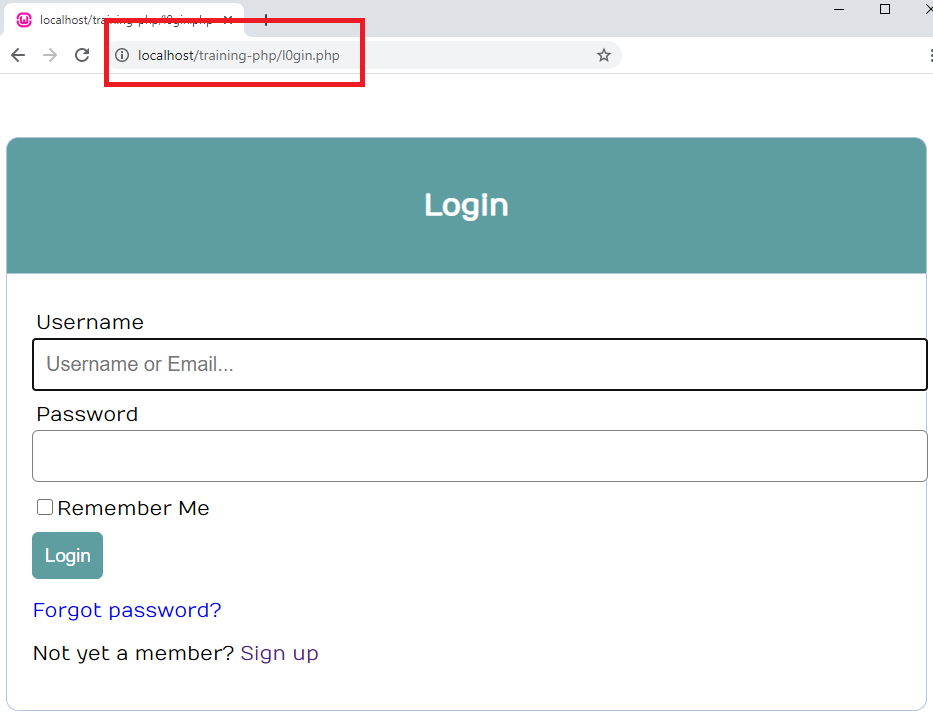 localhost/training-php/l0gin.php
localhost/training-php/l0gin.php
Login
Username
Username or Email...
Password
Remember Me
Login
Forgot password?
Not yet a member? Sign up